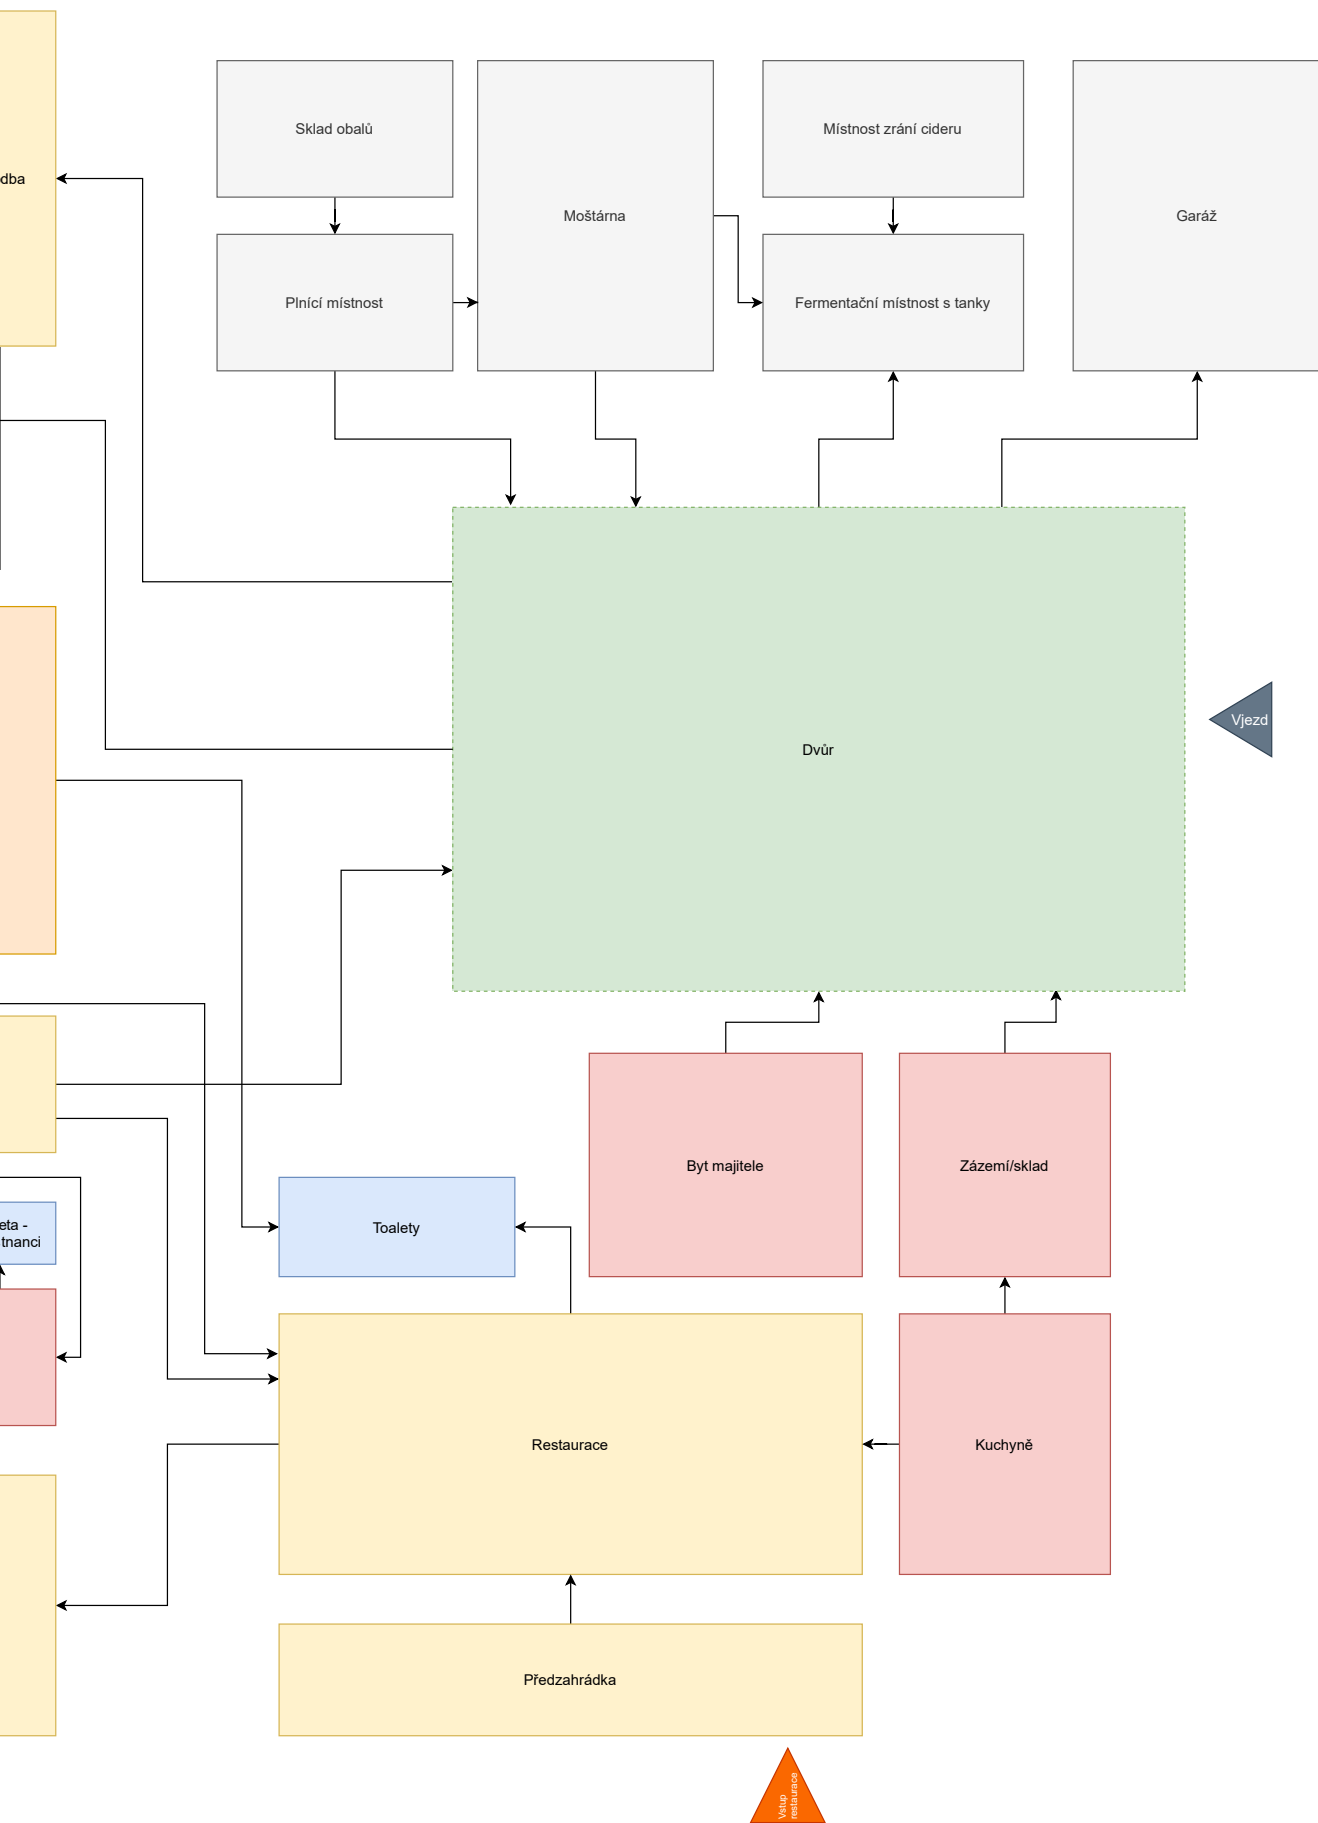 Sklad obalů
Místnost zrání cideru
dba
Moštárna
Garáž
Plnící místnost
Fermentační místnost s tanky
Vjezd
Dvůr
Byt majitele
Zázemí/sklad
eta -
tnanci
Toalety
Restaurace
Kuchyně
Předzahrádka
Vstup
restaurace